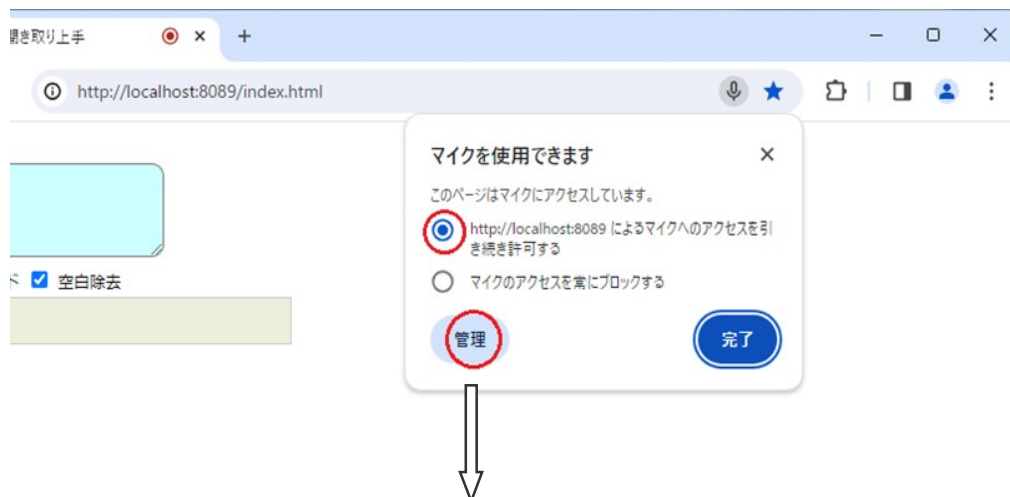 聞き取り上手
http://localhost:8089/index.html
マイクを使用できます
このページはマイクにアクセスしています。
http://localhost:8089 によるマイクへのアクセスを引
き続き許可する
マイクのアクセスを常にブロックする
ド 空白除去
管理 完了